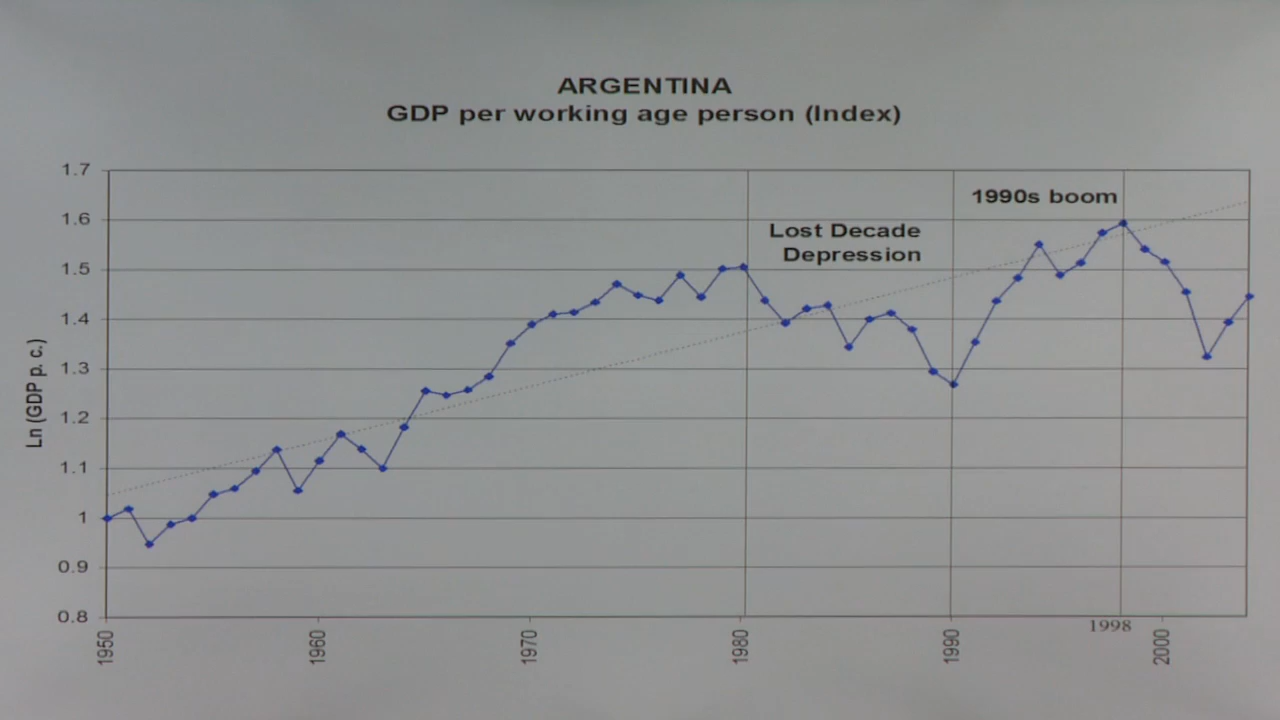 ARGENTINA
GDP per working age person (Index)
1.7
1.6
1.5
1.4
1.3
1.2
1.1
1
0.9
0.8
Ln (GDP p. c.)
1990s boom
Lost Decade
Depression
1950
1960
1970
1980
1990
1998
2000